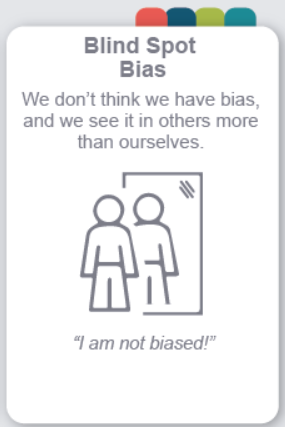 Blind Spot
Bias
We don’t think we have bias,
and we see it in others more
than ourselves.
“I am not biased!”